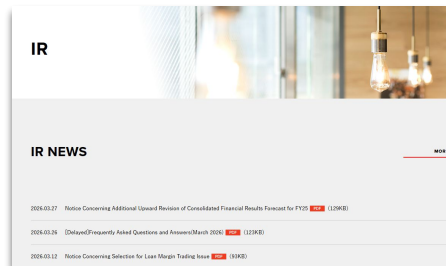 IR
IR NEWS
MOR
2026.03.27 Notice Concerning Additional Upward Revision of Consolidated Financial Results Forecast for FY25 PDF (129KB)
2026.03.26 [Delayed]Frequently Asked Questions and Answers(March 2026) PDF (123KB)
2026.03.12 Notice Concerning Selection for Loan Margin Trading Issue PDF (93KB)